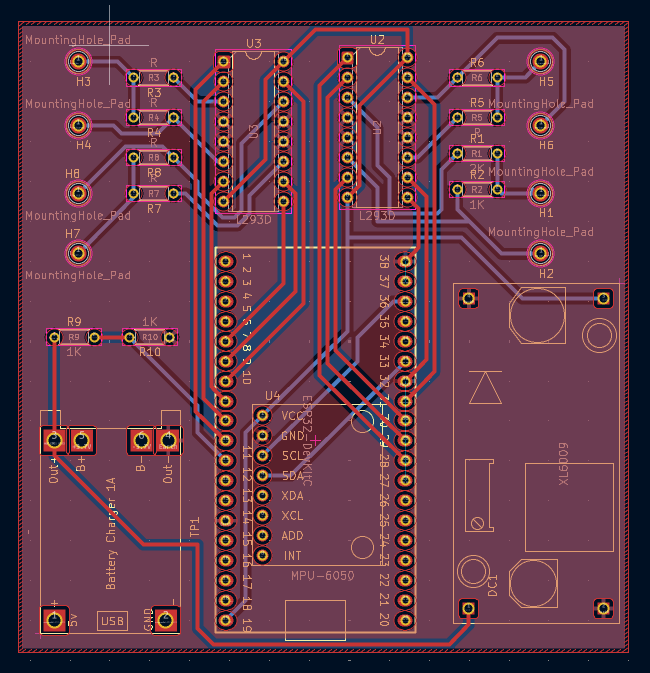 MountingHole_Pad
H3
R
R3
R3
U3
U3
L293D
U2
U2
L293D
R6
R6
H5
MountingHole_Pad
H4
R
R4
R4
R5
R5
MountingHole_Pad
H6
R
R1
R1
H8
R
R8
R8
R2
R2
1K
MountingHole_Pad
R
R7
R7
MountingHole_Pad
H1
H7
MountingHole_Pad
MountingHole_Pad
H2
R9
R9
1K
1K
R10
R10
1
2
3
4
5
6
7
8
9
10
11
12
13
14
15
16
17
18
19
38
37
36
35
34
33
32
31
30
29
28
27
26
25
24
23
22
21
20
ESP32-DevKitC
U4
VCC
GND
SCL
SDA
XDA
XCL
ADD
INT
MPU-6050
Out+
B+
B-
Out-
Battery Charger 1A
TP1
+
5v
USB
GND
-
XL6009
DC1